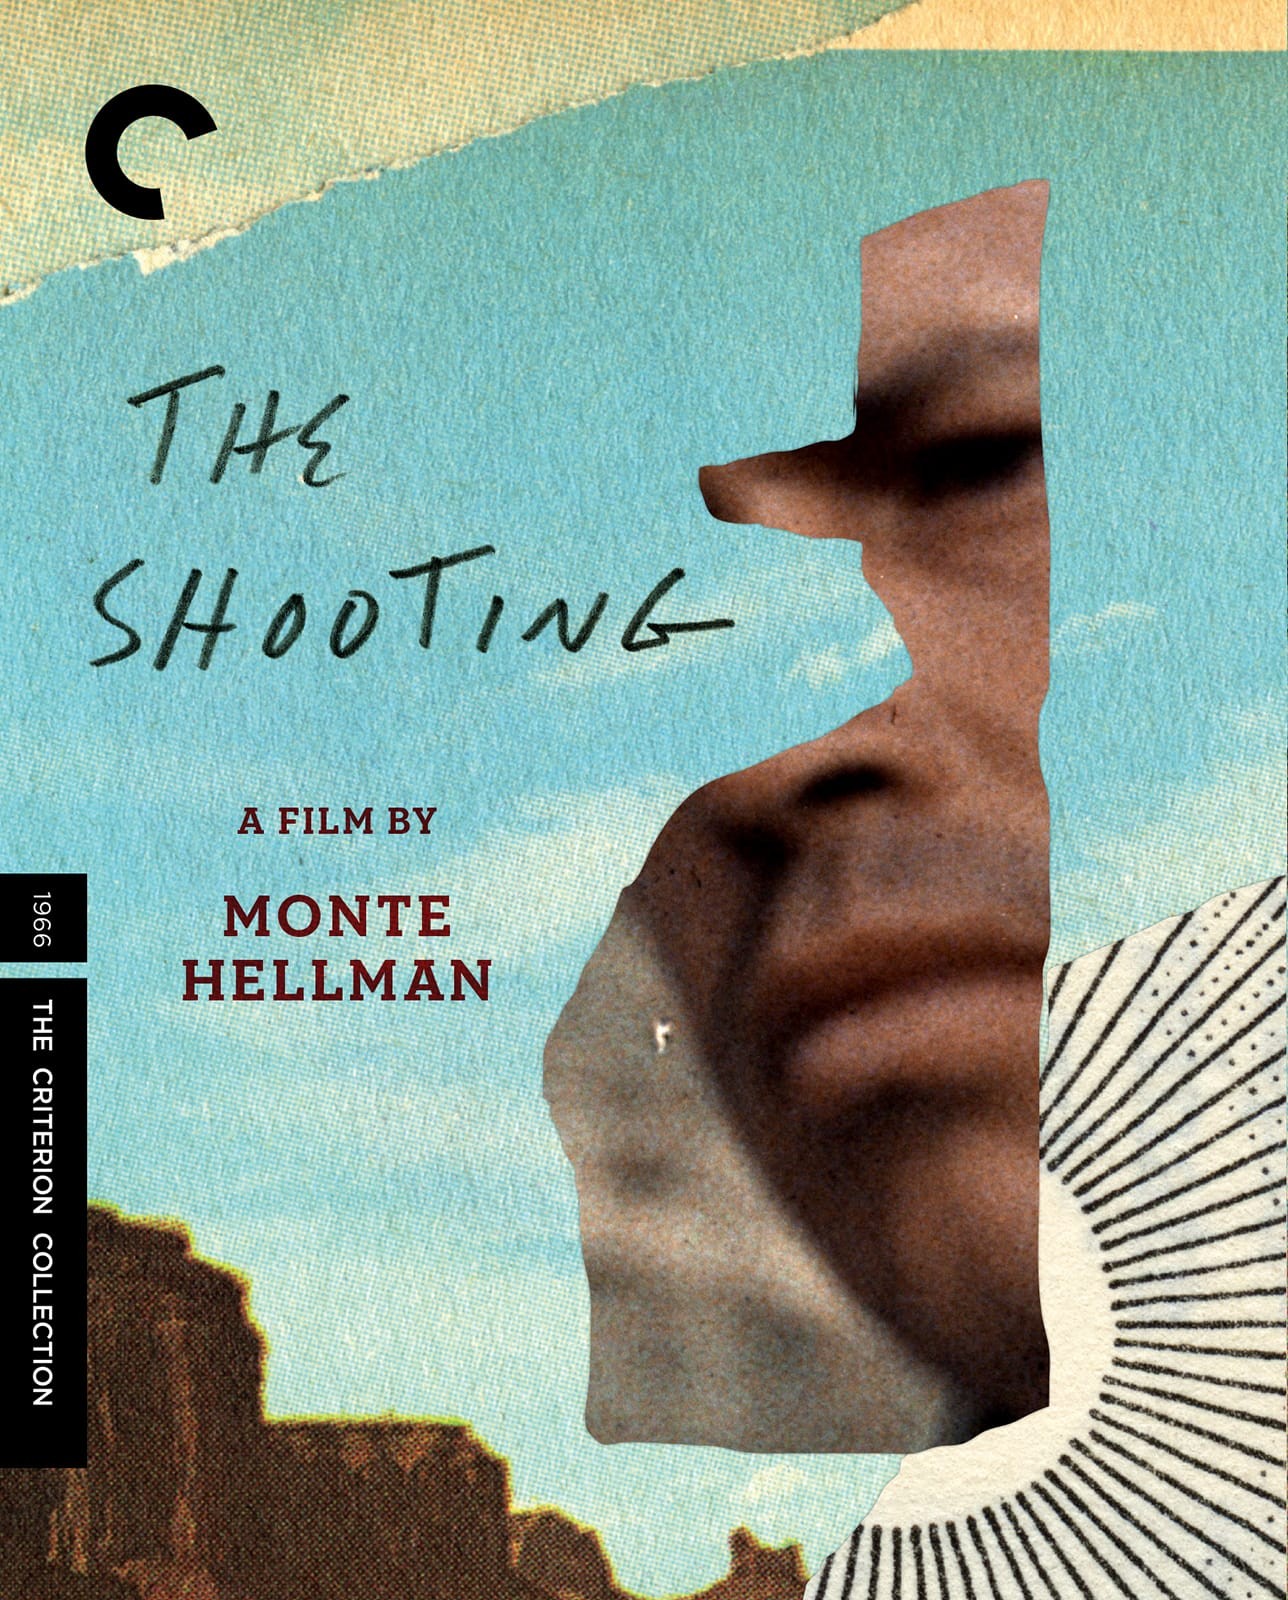 THE
SHOOTING
A FILM BY
MONTE
HELLMAN
1966
THE CRITERION COLLECTION